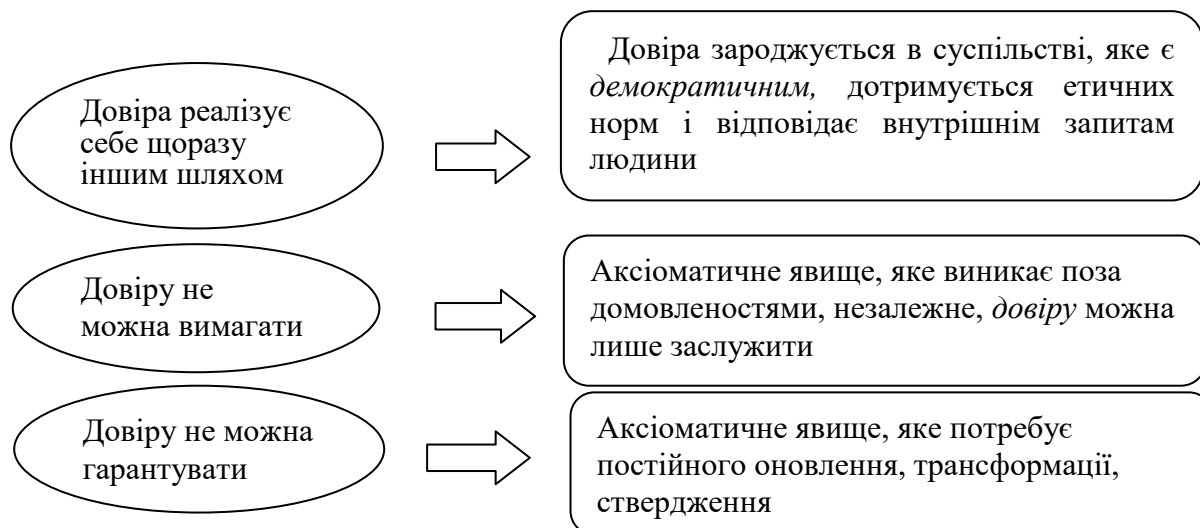 Довіра реалізує
себе щоразу
іншим шляхом
Довіра зароджується в суспільстві, яке є
демократичним, дотримується етичних
норм і відповідає внутрішнім запитам
людини
Довіру не
можна вимагати
Аксіоматичне явище, яке виникає поза
домовленостями, незалежне, довіру можна
лише заслужити
Довіру не можна
гарантувати
Аксіоматичне явище, яке потребує
постійного оновлення, трансформації,
ствердження